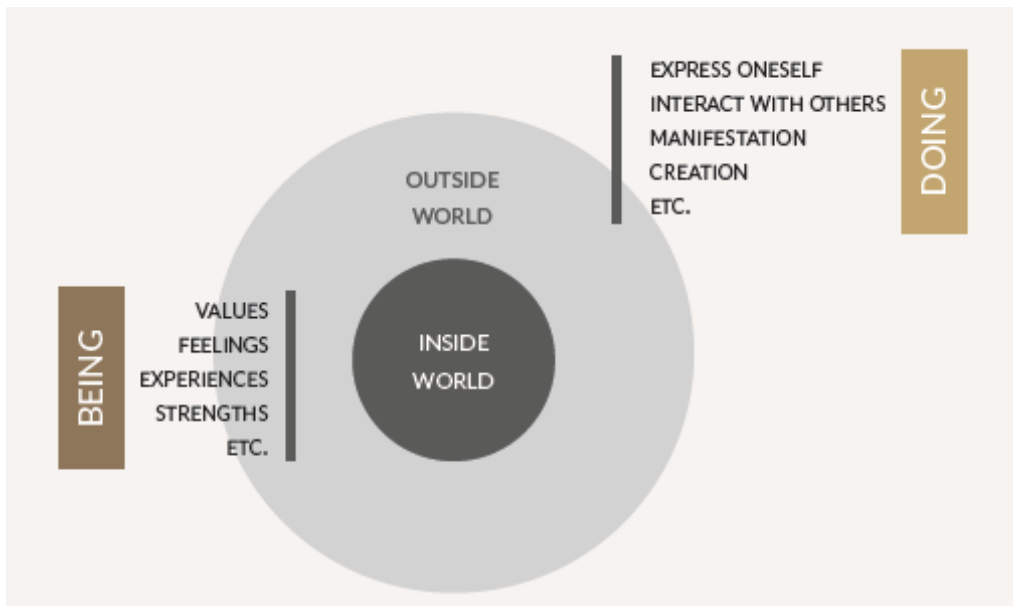 EXPRESS ONESELF
INTERACT WITH OTHERS
MANIFESTATION
CREATION
ETC.
DOING
OUTSIDE
WORLD
INSIDE
WORLD
BEING
VALUES
FEELINGS
EXPERIENCES
STRENGTHS
ETC.